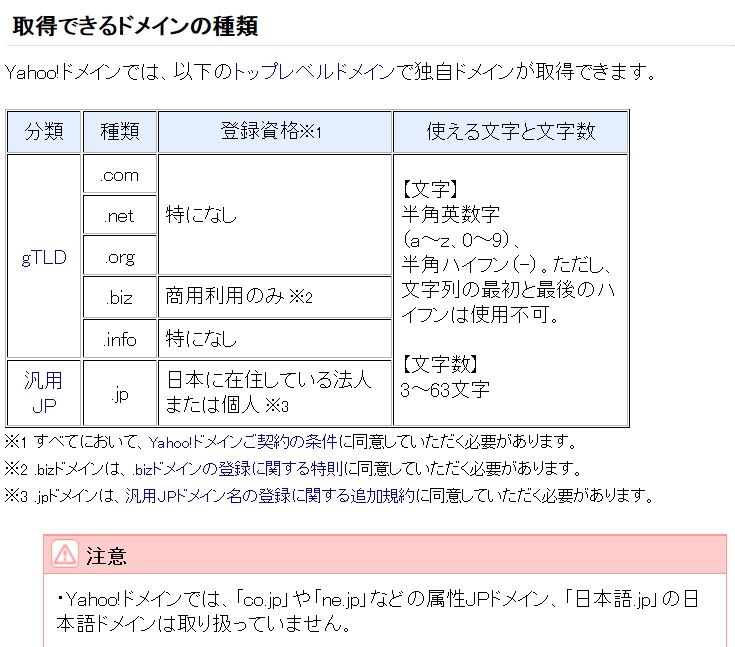 取得できるドメインの種類
Yahoo!ドメインでは、以下のトップレベルドメインで独自ドメインが取得できます。
分類
種類
登録資格※1
使える文字と文字数
gTLD
.com
.net
.org
特になし
.biz
商用利用のみ ※2
.info
特になし
汎用
JP
.jp
日本に在住している法人
または個人 ※3
【文字】
半角英数字
(a～z、0～9)、
半角ハイフン(-)。ただし、
文字列の最初と最後のハ
イフンは使用不可。
【文字数】
3～63文字
※1 すべてにおいて、Yahoo!ドメインご契約の条件に同意していただく必要があります。
※2 .bizドメインは、.bizドメインの登録に関する特則に同意していただく必要があります。
※3 .jpドメインは、汎用JPドメイン名の登録に関する追加規約に同意していただく必要があります。
注意
・Yahoo!ドメインでは、「co.jp」や「ne.jp」などの属性JPドメイン、「日本語.jp」の日
本語ドメインは取り扱っていません。